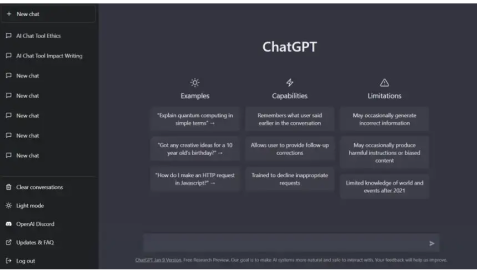 New chat
AI Chat Tool Ethics
AI Chat Tool Impact Writing
New chat
New chat
New chat
New chat
New chat
Clear conversations
Light mode
OpenAI Discord
Updates & FAQ
Log out
ChatGPT
Examples
"Explain quantum computing in
simple terms" →
"Got any creative ideas for a 10
year old's birthday?" →
"How do I make an HTTP request
in Javascript?" →
Capabilities
Remembers what user said
earlier in the conversation
Allows user to provide follow-up
corrections
Trained to decline inappropriate
requests
Limitations
May occasionally generate
incorrect information
May occasionally produce
harmful instructions or biased
content
Limited knowledge of world and
events after 2021
ChatGPT Jan 9 Version. Free Research Preview. Our goal is to make AI systems more natural and safe to interact with. Your feedback will help us improve.